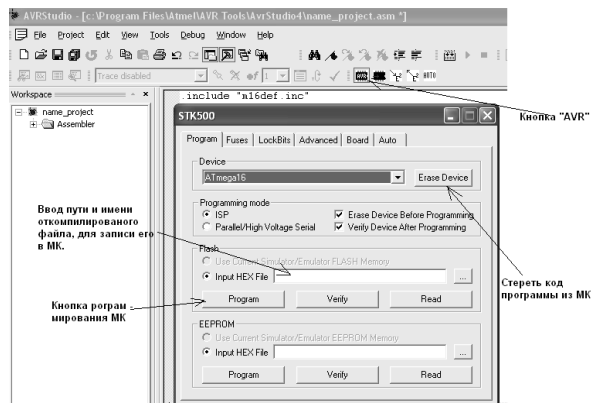 AVRStudio - [c:\Program Files\Atmel\AVR Tools\AvrStudio4\name_project.asm *]
File Project Edit View Tools Debug Window Help
Trace disabled
Workspace
.include "m16def.inc"
name_project
Assembler
STK500
Кнопка "AVR"
Program Fuses LockBits Advanced Board Auto
Device
ATmega16
Erase Device
Programming mode
ISP
Erase Device Before Programming
Parallel/High Voltage Serial
Verify Device After Programming
Ввод пути и имени
откомпилированого
файла, для записи его
в МК.
Flash
Use Current Simulator/Emulator FLASH Memory
Input HEX File
...
Стереть код
программы из МК
Кнопка рограм -
мирования МК
Program Verify Read
EEPROM
Use Current Simulator/Emulator EEPROM Memory
Input HEX File
...
Program Verify Read